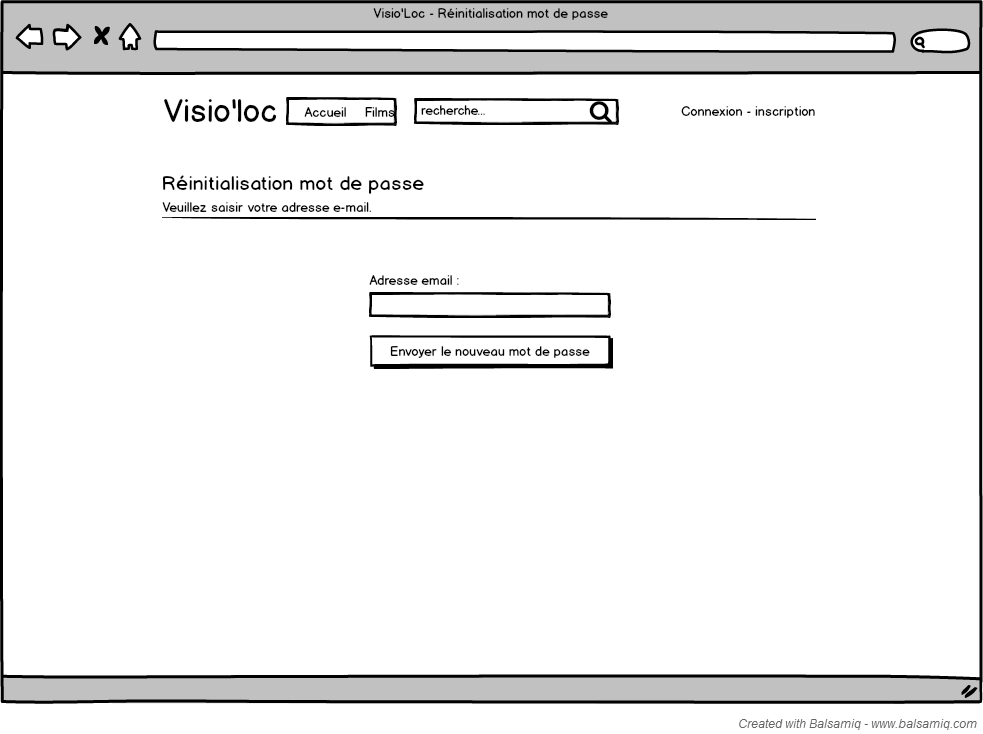 Visio'Loc - Réinitialisation mot de passe
Visio'loc Accueil Films recherche... Connexion - inscription
Réinitialisation mot de passe
Veuillez saisir votre adresse e-mail.
Adresse email :
Envoyer le nouveau mot de passe
Created with Balsamiq - www.balsamiq.com